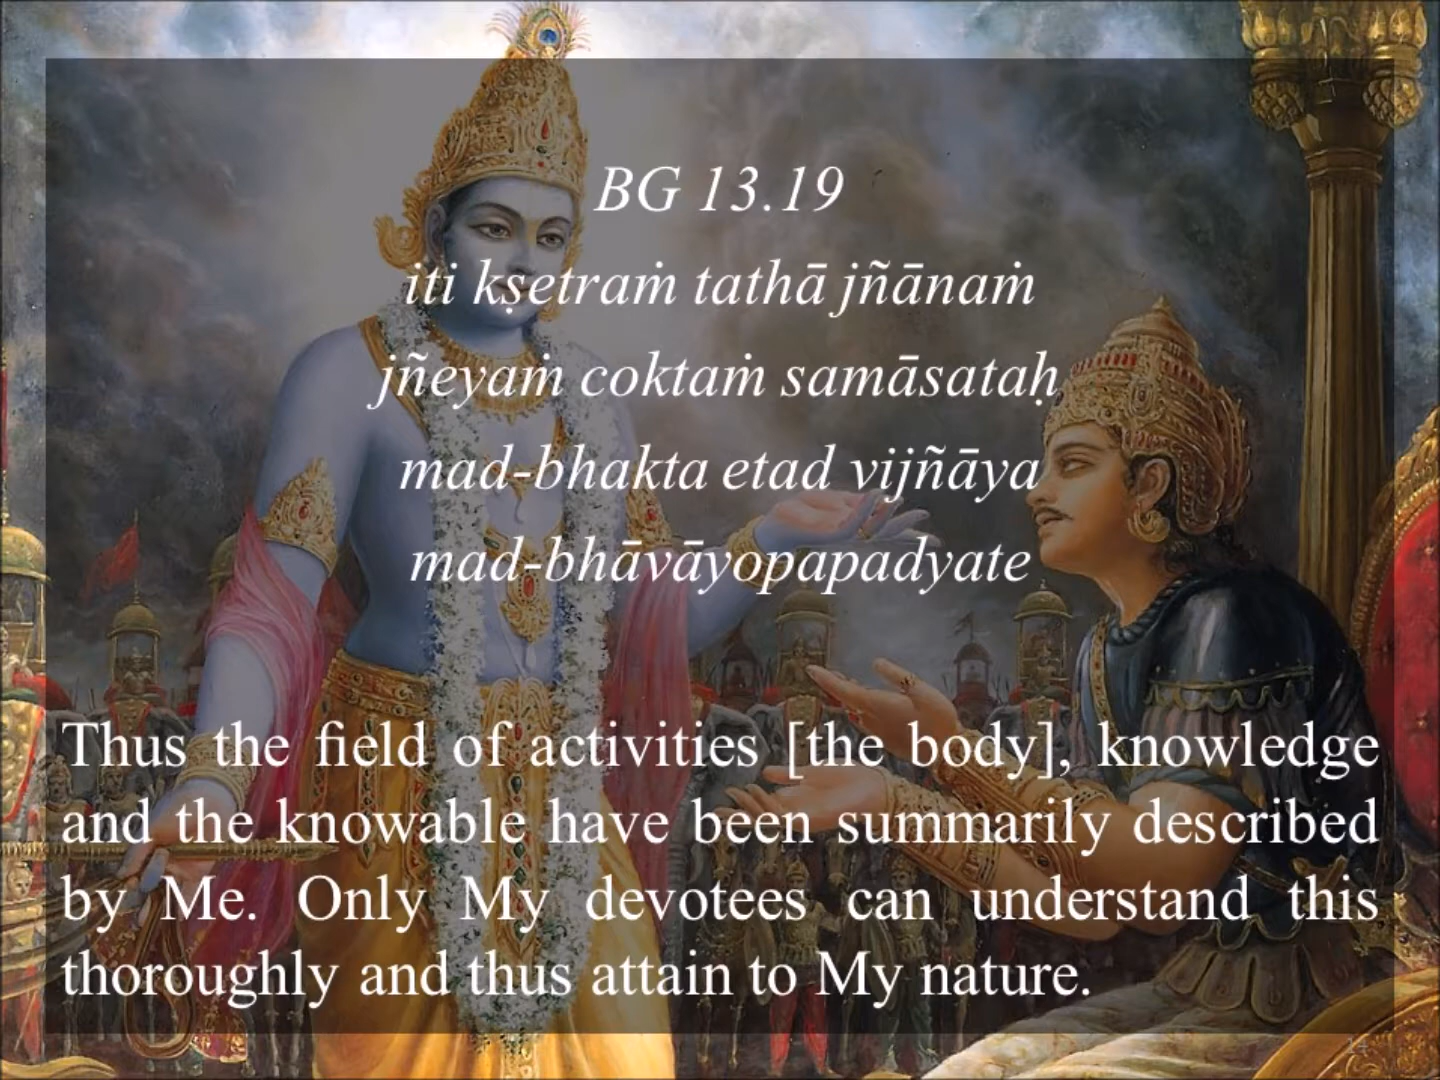 BG 13.19
iti kṣetraṁ tathā jñānaṁ
jñeyaṁ coktaṁ samāsataḥ
mad-bhakta etad vijñāya
mad-bhāvāyopapadyate
Thus the field of activities [the body], knowledge
and the knowable have been summarily described
by Me. Only My devotees can understand this
thoroughly and thus attain to My nature.